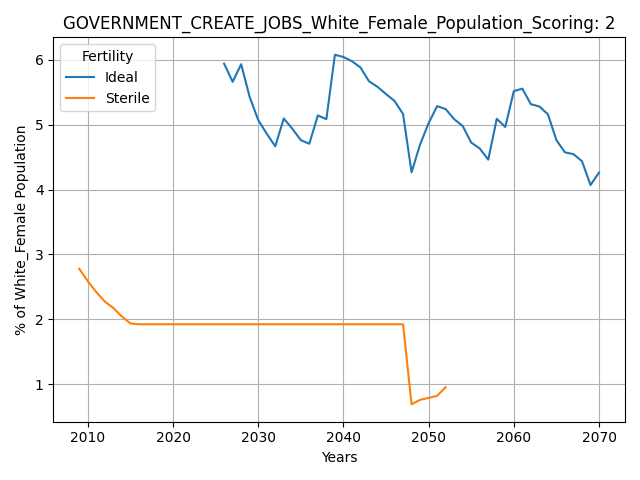 GOVERNMENT_CREATE_JOBS_White_Female_Population_Scoring: 2
Fertility
Ideal
Sterile
% of White_Female Population
6
5
4
3
2
1
2010 2020 2030 2040 2050 2060 2070
Years